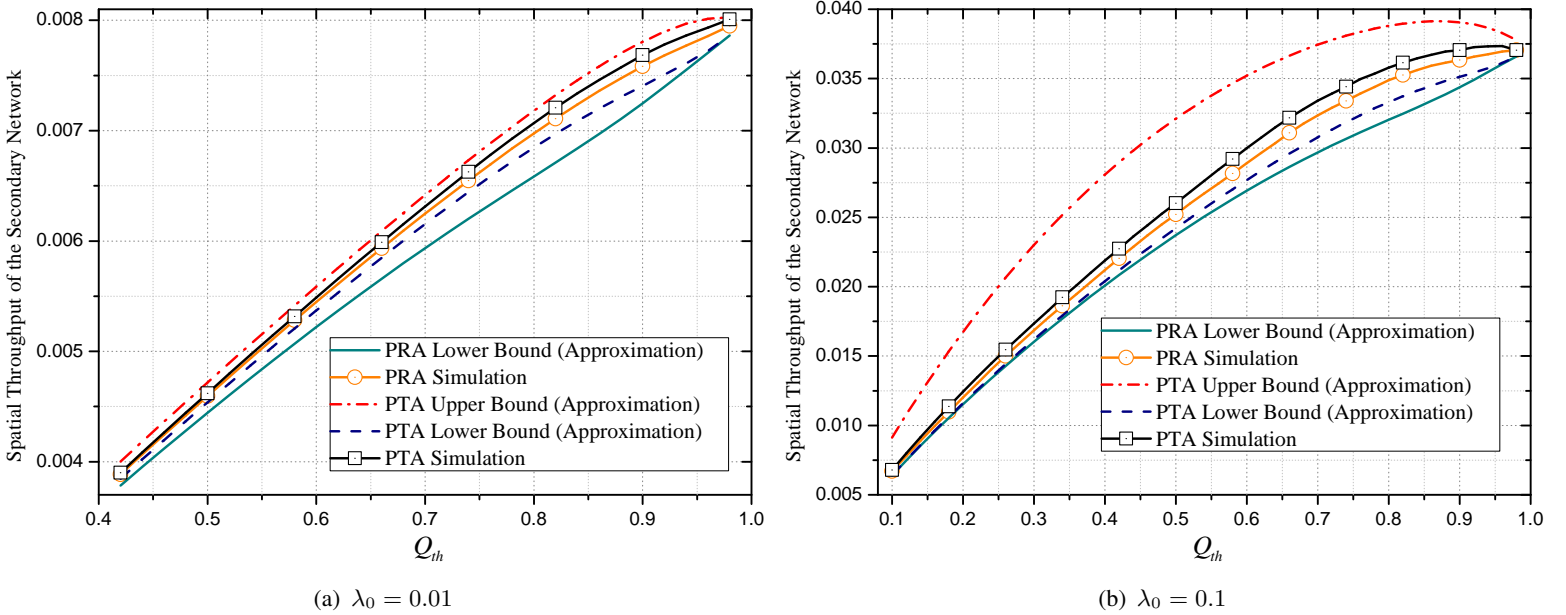 Spatial Throughput of the Secondary Network
0.008
0.007
0.006
0.005
0.004
PRA Lower Bound (Approximation)
PRA Simulation
PTA Upper Bound (Approximation)
PTA Lower Bound (Approximation)
PTA Simulation
0.4 0.5 0.6 0.7 0.8 0.9 1.0
Qth
(a) λ0 = 0.01
Spatial Throughput of the Secondary Network
0.040
0.035
0.030
0.025
0.020
0.015
0.010
0.005
PRA Lower Bound (Approximation)
PRA Simulation
PTA Upper Bound (Approximation)
PTA Lower Bound (Approximation)
PTA Simulation
0.1 0.2 0.3 0.4 0.5 0.6 0.7 0.8 0.9 1.0
Qth
(b) λ0 = 0.1